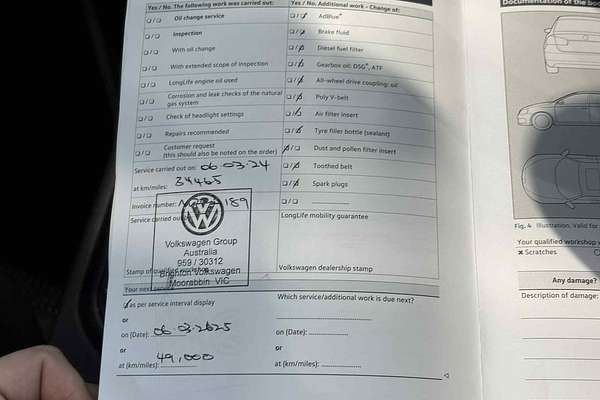 Yes / No. The following work was carried out:
Oil change service
Inspection
With oil change
With extended scope of inspection
LongLife engine oil used
Corrosion and leak checks of the natural
gas system
Check of headlight settings
Repairs recommended
Customer request
(this should also be noted on the order)
Service carried out on: 06.03.24
at km/miles: 34465
Invoice number: 189
Service carried out
Volkswagen Group
Australia
959 / 30312
Brighton Volkswagen
Moorabbin VIC
Stamp of qualified workshop
Your next service
as per service interval display
or
on (Date): 06.03.2025
or
at (km/miles): 49,000
Yes / No. Additional work - Change of:
AdBlue®
Brake fluid
Diesel fuel filter
Gearbox oil: DSG®, ATF
All-wheel drive coupling: oil
Poly V-belt
Air filter insert
Tyre filler bottle (sealant)
Dust and pollen filter insert
Toothed belt
Spark plugs
LongLife mobility guarantee
Volkswagen dealership stamp
Which service/additional work is due next?
or
on (Date):
or
at (km/miles):
Documentation of the bod
Fig. 4 Illustration. Valid for
Your qualified workshop
x Scratches
Any damage?
Description of damage: